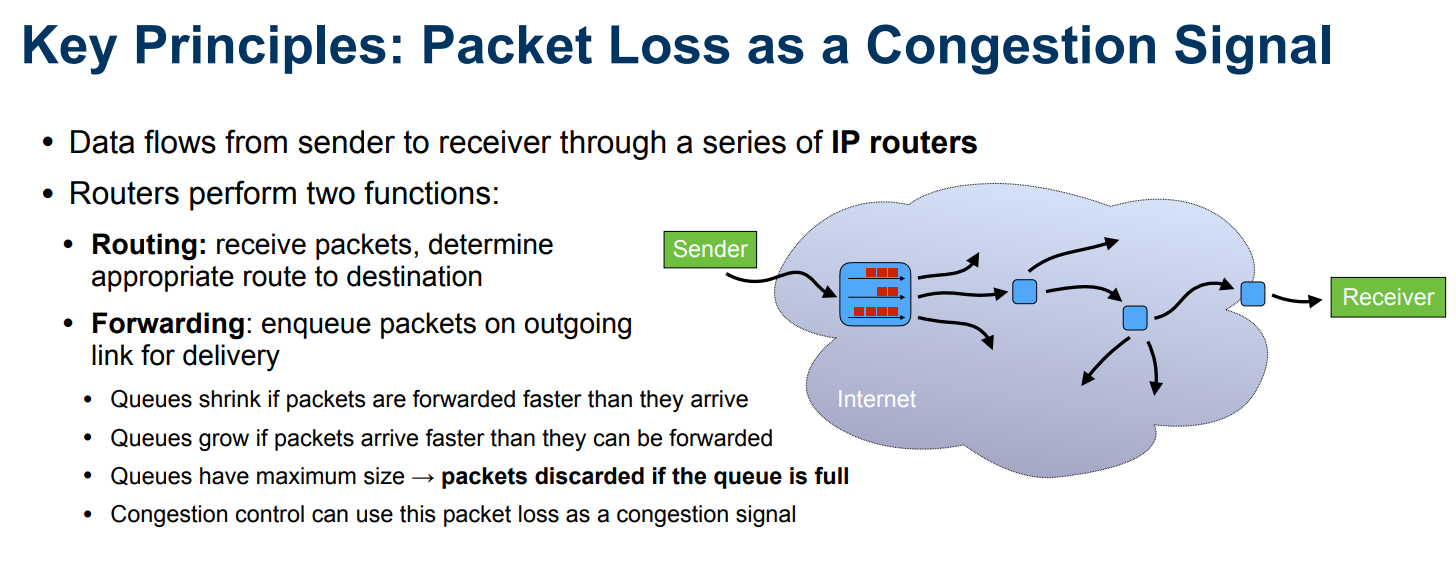 Key Principles: Packet Loss as a Congestion Signal
• Data flows from sender to receiver through a series of IP routers
• Routers perform two functions:
• Routing: receive packets, determine
appropriate route to destination
• Forwarding: enqueue packets on outgoing
link for delivery
• Queues shrink if packets are forwarded faster than they arrive
• Queues grow if packets arrive faster than they can be forwarded
• Queues have maximum size → packets discarded if the queue is full
• Congestion control can use this packet loss as a congestion signal
Sender
Receiver
Internet